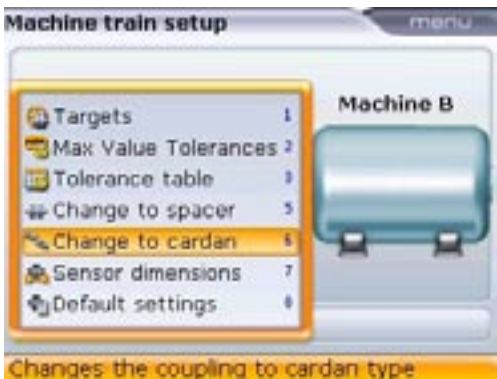 Machine train setup
menu
Targets 1
Max Value Tolerances 2
Tolerance table 3
Change to spacer 5
Change to cardan 6
Sensor dimensions 7
Default settings
Machine B
Changes the coupling to cardan type